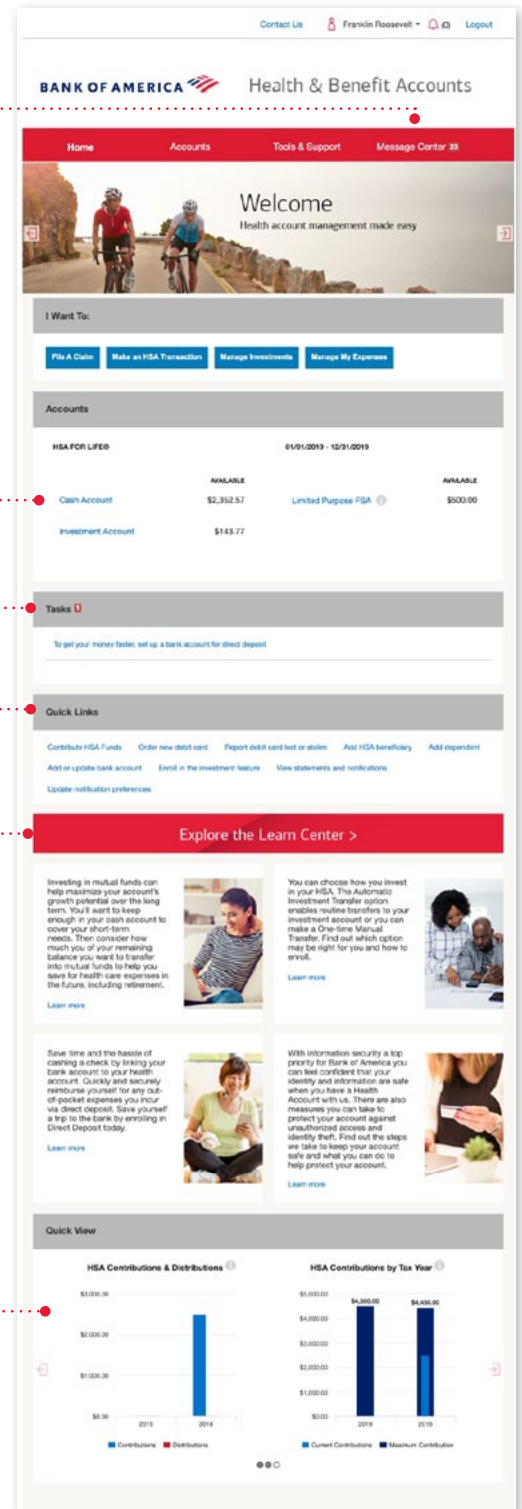 Contact Us Franklin Roosevelt (0) Logout
BANK OF AMERICA Health & Benefit Accounts
Home Accounts Tools & Support Message Center 23
Welcome
Health account management made easy
I Want To:
File A Claim Make an HSA Transaction Manage Investments Manage My Expenses
Accounts
HSA FOR LIFE® 01/01/2019 - 12/31/2019
AVAILABLE AVAILABLE
Cash Account $2,352.57 Limited Purpose FSA $500.00
Investment Account $143.77
Tasks 1
To get your money faster, set up a bank account for direct deposit
Quick Links
Contribute HSA Funds Order new debit card Report debit card lost or stolen Add HSA beneficiary Add dependent
Add or update bank account Enroll in the investment feature View statements and notifications
Update notification preferences
Explore the Learn Center >
Investing in mutual funds can
help maximize your account's
growth potential over the long
term. You'll want to keep
enough in your cash account to
cover your short-term
needs. Then consider how
much you of your remaining
balance you want to transfer
into mutual funds to help you
save for health care expenses in
the future, including retirement.
Learn more
You can choose how you invest
in your HSA. The Automatic
Investment Transfer option
enables routine transfers to your
investment account or you can
make a One-time Manual
Transfer. Find out which option
may be right for you and how to
enroll.
Learn more
Save time and the hassle of
cashing a check by linking your
bank account to your health
account. Quickly and securely
reimburse yourself for any out-
of-pocket expenses you incur
via direct deposit. Save yourself
a trip to the bank by enrolling in
Direct Deposit today.
Learn more
With information security a top
priority for Bank of America you
can feel confident that your
identity and information are safe
when you have a Health
Account with us. There are also
measures you can take to
protect your account against
unauthorized access and
identity theft. Find out the steps
we take to keep your account
safe and what you can do to
help protect your account.
Learn more
Quick View
HSA Contributions & Distributions
$3,000.00
$2,000.00
$1,000.00
$0.00
2019 2018
Contributions Distributions
HSA Contributions by Tax Year
$5,000.00
$4,500.00
$4,000.00
$3,000.00
$2,000.00
$1,000.00
$0.00
2019 2018
Current Contributions Maximum Contribution